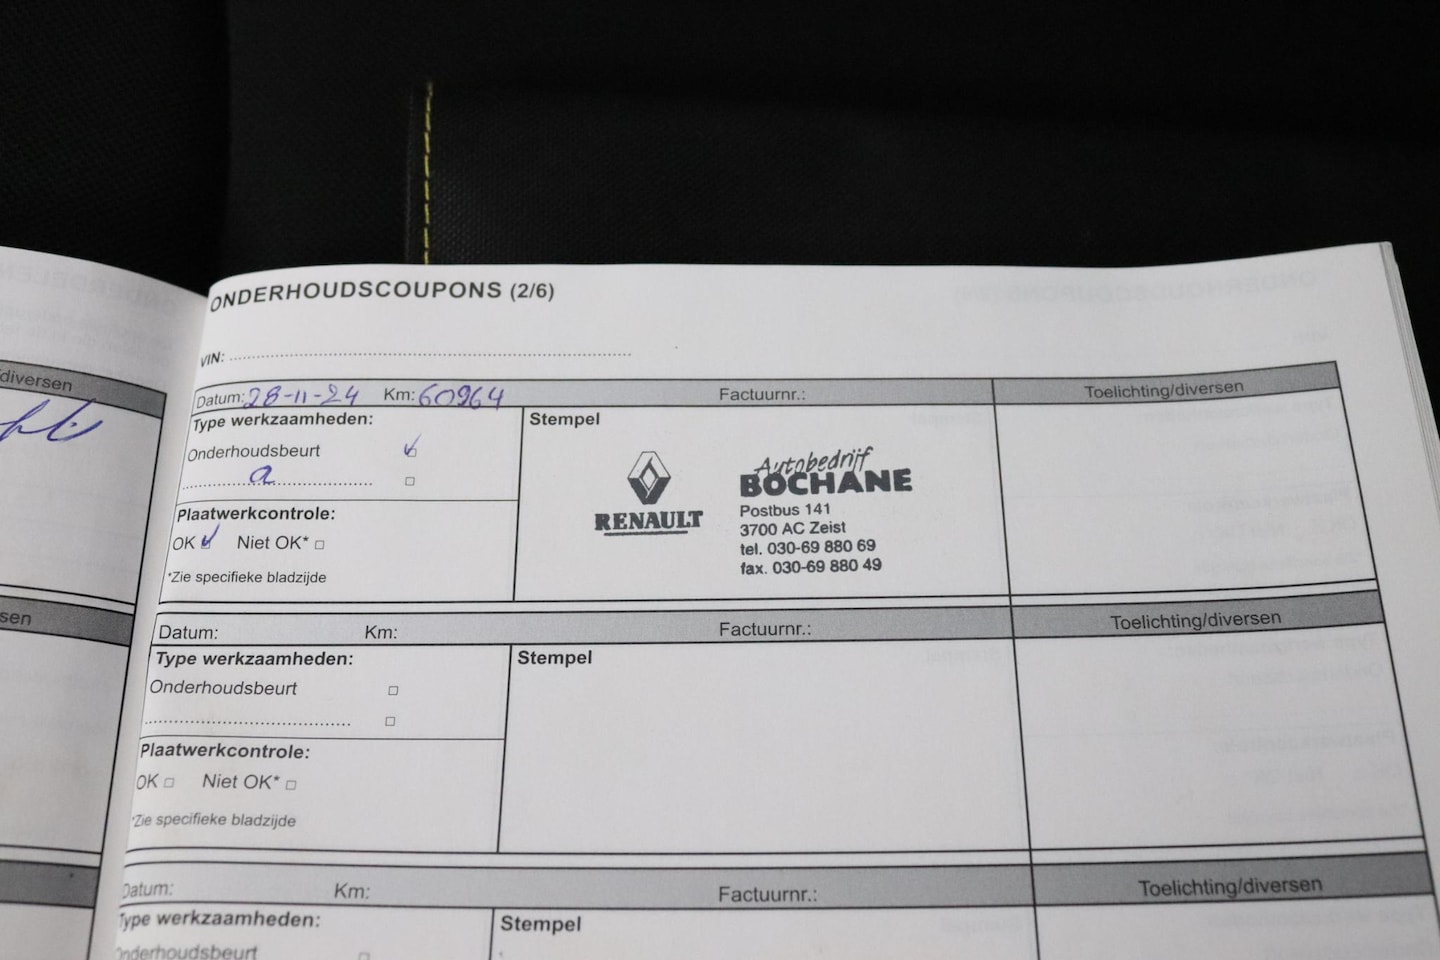 ONDERHOUDSCOUPONS (2/6)
VIN:
/diversen
Datum: 28-11-24 Km: 60964 Factuurnr.: Toelichting/diversen
Type werkzaamheden: Stempel
Onderhoudsbeurt
a
Plaatwerkcontrole:
OK Niet OK*
*Zie specifieke bladzijde
RENAULT
Autobedrijf
BOCHANE
Postbus 141
3700 AC Zeist
tel. 030-69 880 69
fax. 030-69 880 49
sen
Datum: Km: Factuurnr.: Toelichting/diversen
Type werkzaamheden: Stempel
Onderhoudsbeurt
Plaatwerkcontrole:
OK Niet OK*
*Zie specifieke bladzijde
Datum: Km: Factuurnr.: Toelichting/diversen
Type werkzaamheden: Stempel
Onderhoudsbeurt